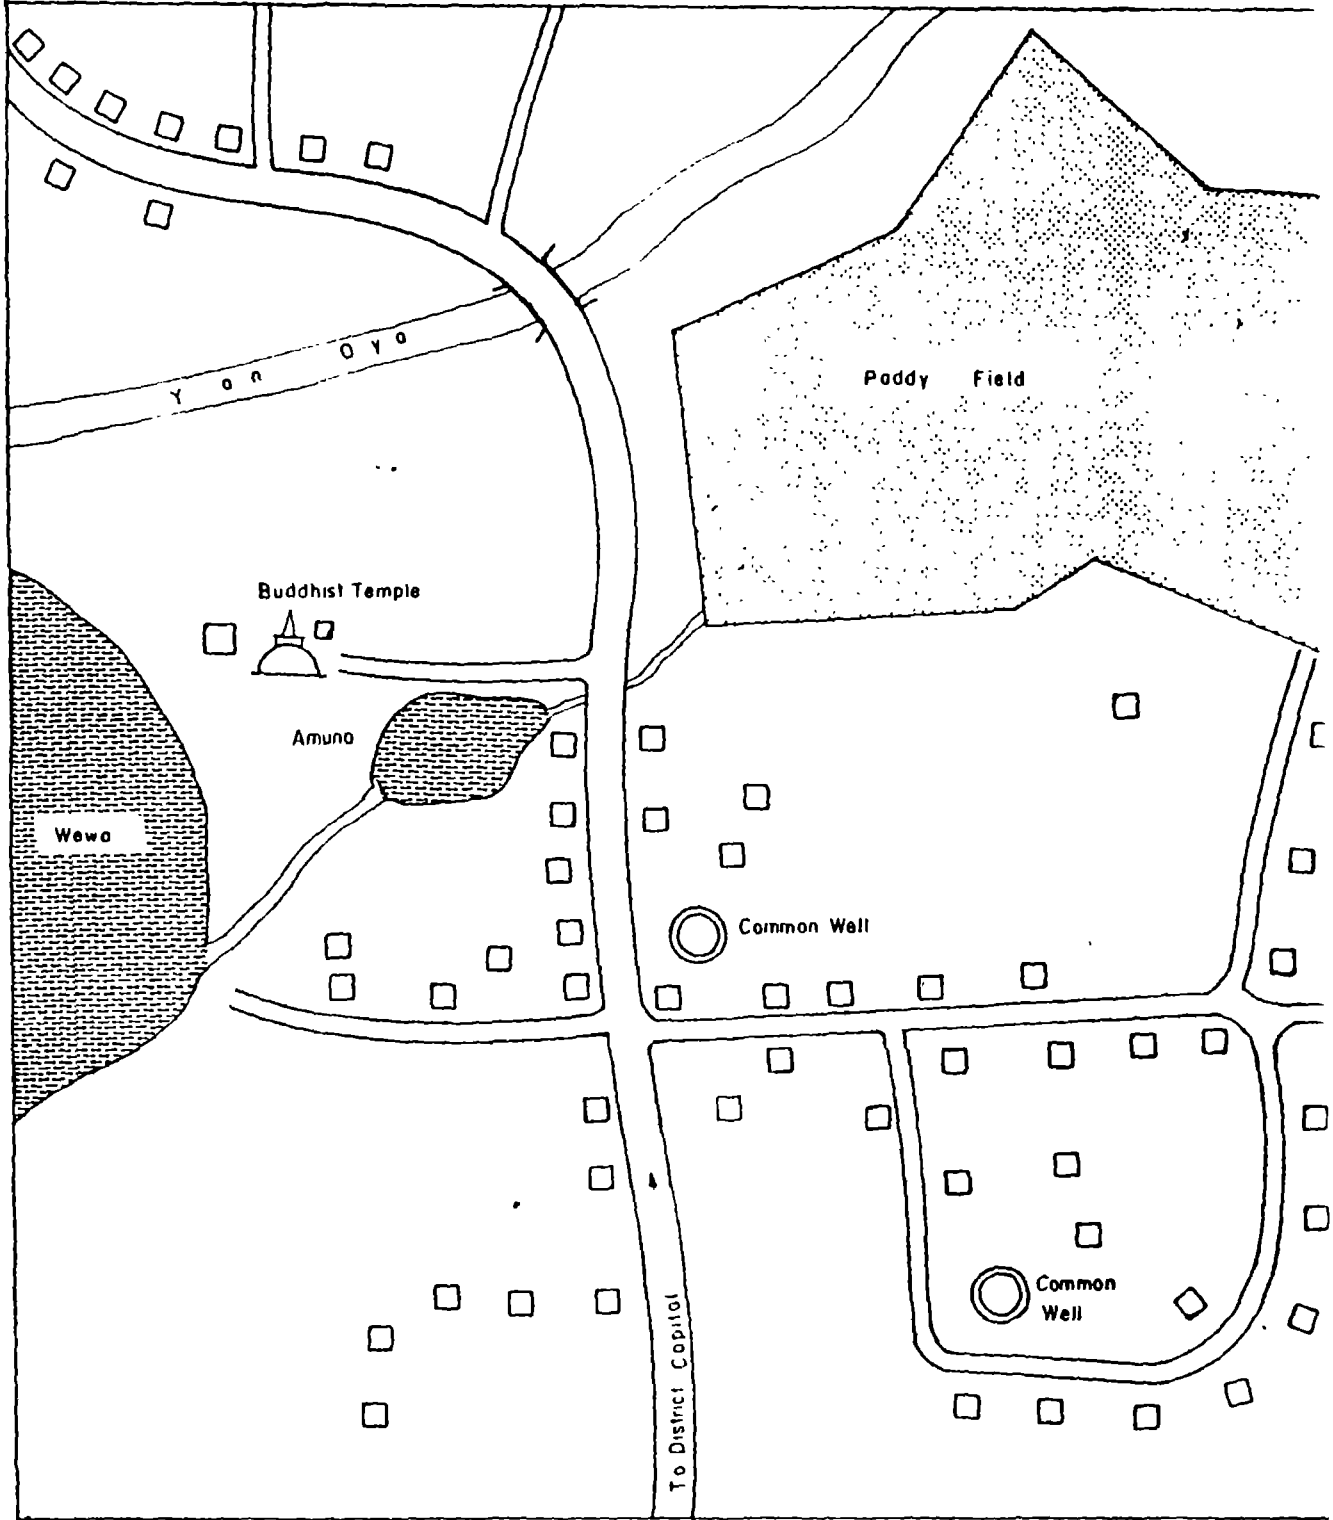 Yan Oya
Paddy Field
Buddhist Temple
Amuna
Wewa
Common Well
Common
Well
To District Capital